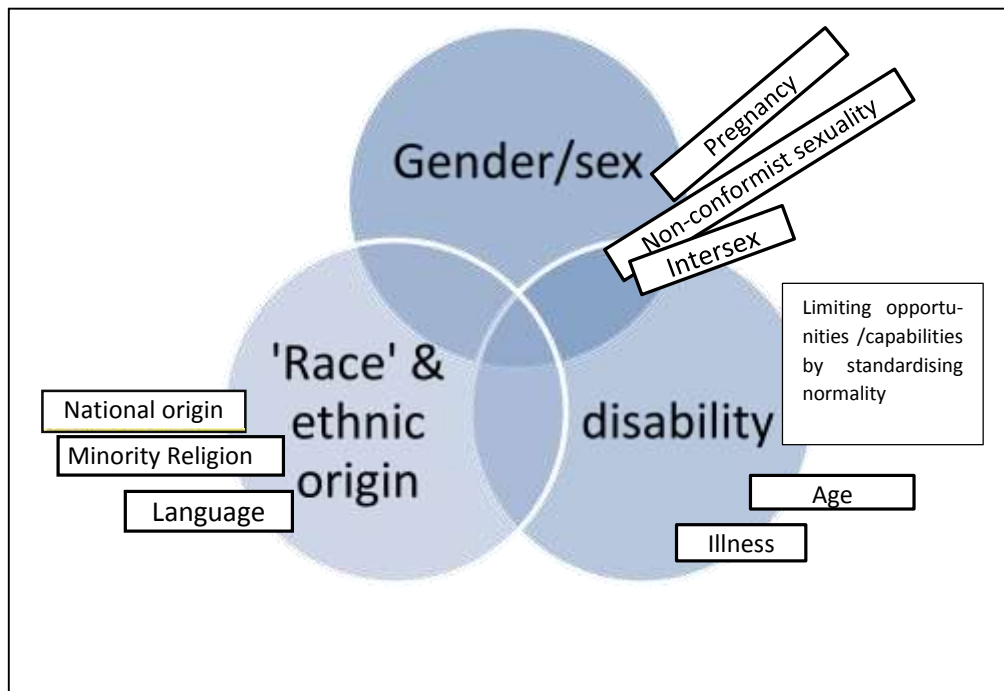 Pregnancy
Non-conformist sexuality
Gender/sex
Intersex
Limiting opportu-
nities /capabilities
by standardising
normality
'Race' &
ethnic
origin
disability
National origin
Minority Religion
Language
Age
Illness